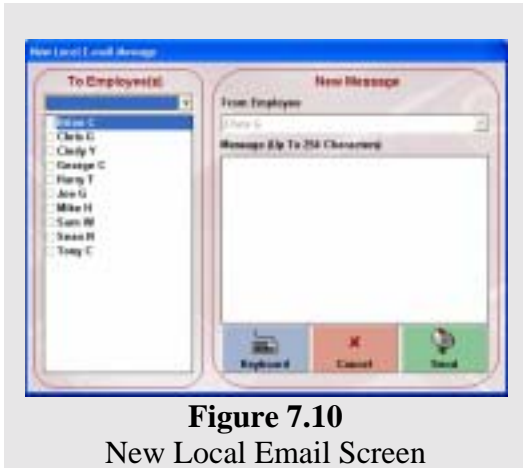 New Local E-mail Message
To Employee(s)
Brian C
Chris G
Cindy Y
George C
Harry T
Joe G
Mike H
Sam W
Sean H
Tony C
New Message
From Employee
Chris G
Message (Up To 254 Characters)
Keyboard
Cancel
Send
Figure 7.10
New Local Email Screen